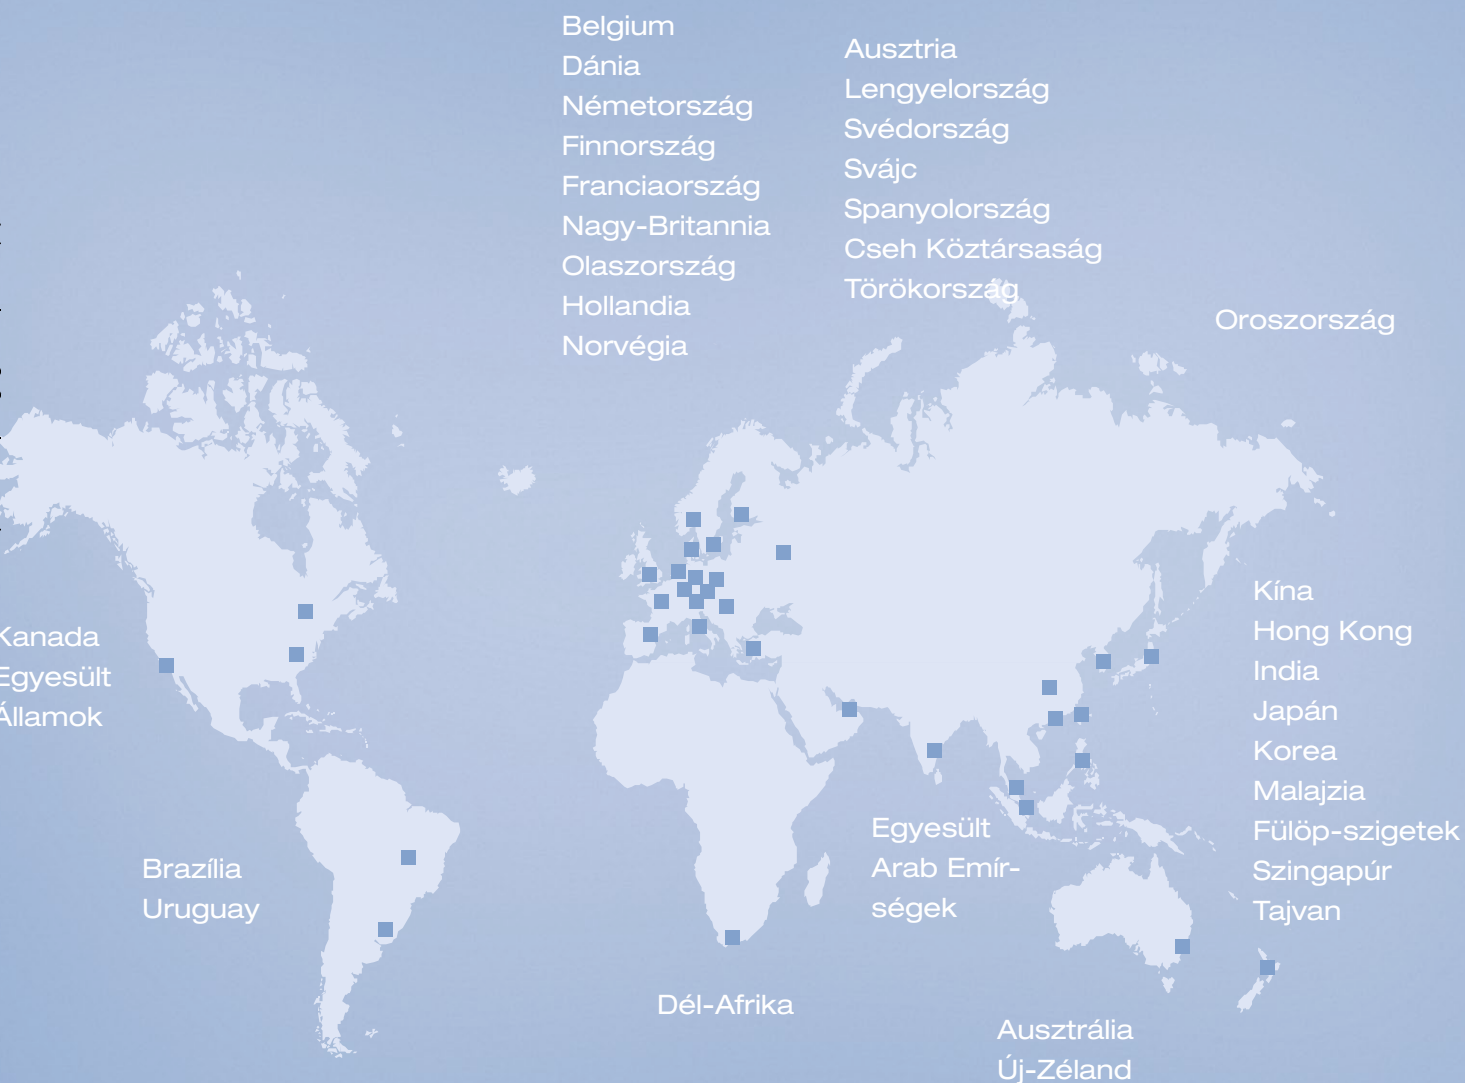 Belgium
Dánia
Németország
Finnország
Franciaország
Nagy-Britannia
Olaszország
Hollandia
Norvégia
Ausztria
Lengyelország
Svédország
Svájc
Spanyolország
Cseh Köztársaság
Törökország
Oroszország
Kanada
Egyesült
Államok
Kína
Hong Kong
India
Japán
Korea
Malajzia
Fülöp-szigetek
Szingapúr
Tajvan
Brazília
Uruguay
Egyesült
Arab Emír-
ségek
Dél-Afrika
Ausztrália
Új-Zéland